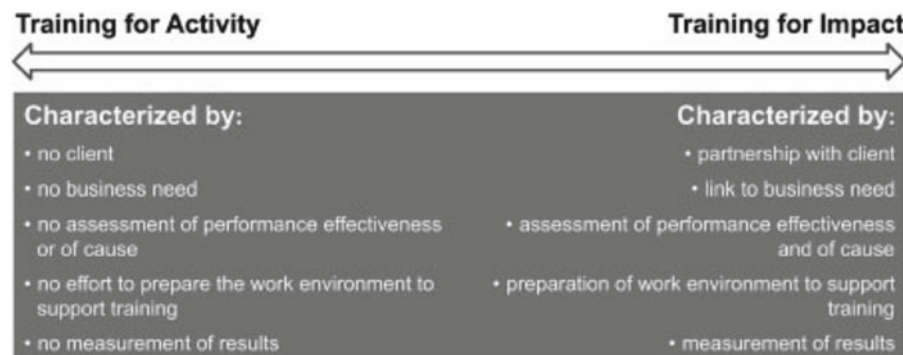 Training for Activity
Training for Impact
Characterized by:
• no client
• no business need
• no assessment of performance effectiveness
or of cause
• no effort to prepare the work environment to
support training
• no measurement of results
Characterized by:
• partnership with client
• link to business need
• assessment of performance effectiveness
and of cause
• preparation of work environment to support
training
• measurement of results